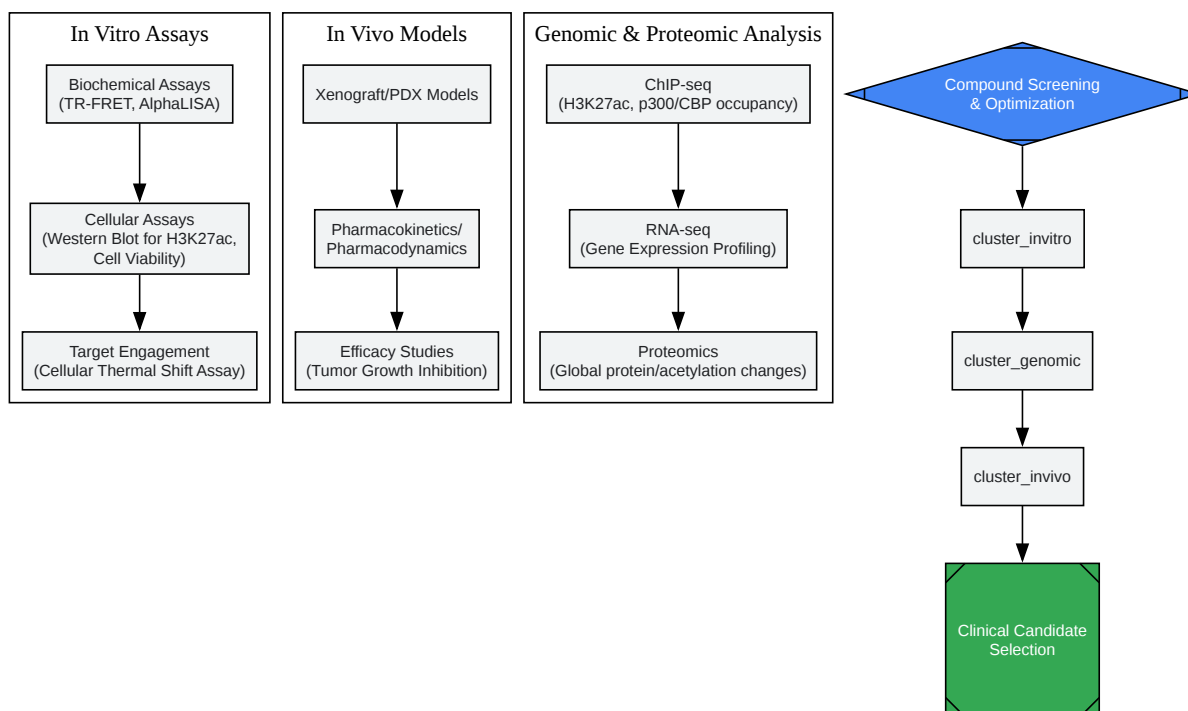 In Vitro Assays
Biochemical Assays
(TR-FRET, AlphaLISA)
Cellular Assays
(Western Blot for H3K27ac,
Cell Viability)
Target Engagement
(Cellular Thermal Shift Assay)
In Vivo Models
Xenograft/PDX Models
Pharmacokinetics/
Pharmacodynamics
Efficacy Studies
(Tumor Growth Inhibition)
Genomic & Proteomic Analysis
ChIP-seq
(H3K27ac, p300/CBP occupancy)
RNA-seq
(Gene Expression Profiling)
Proteomics
(Global protein/acetylation changes)
Compound Screening
& Optimization
cluster_invitro
cluster_genomic
cluster_invivo
Clinical Candidate
Selection